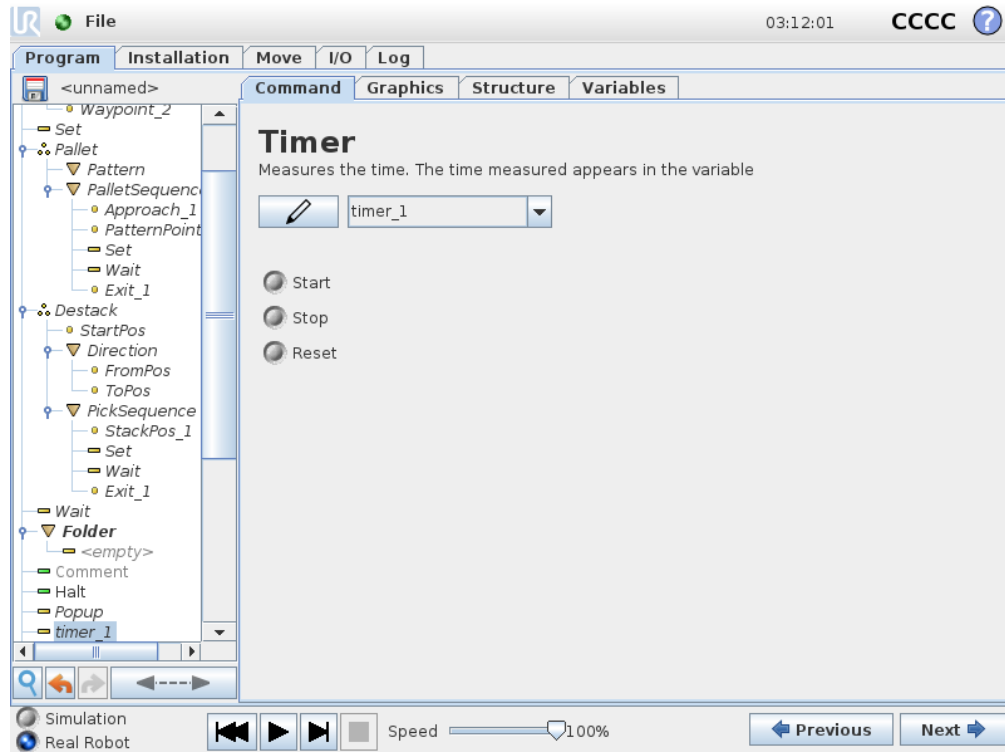 UR File 03:12:01 CCCC ?
Program Installation Move I/O Log
<unnamed> Command Graphics Structure Variables
Waypoint_2
Set
Pallet
Pattern
PalletSequenc
Approach_1
PatternPoint
Set
Wait
Exit_1
Destack
StartPos
Direction
FromPos
ToPos
PickSequence
StackPos_1
Set
Wait
Exit_1
Wait
Folder
<empty>
Comment
Halt
Popup
timer_1
Timer
Measures the time. The time measured appears in the variable
timer_1
Start
Stop
Reset
Simulation
Real Robot
Speed 100%
Previous Next